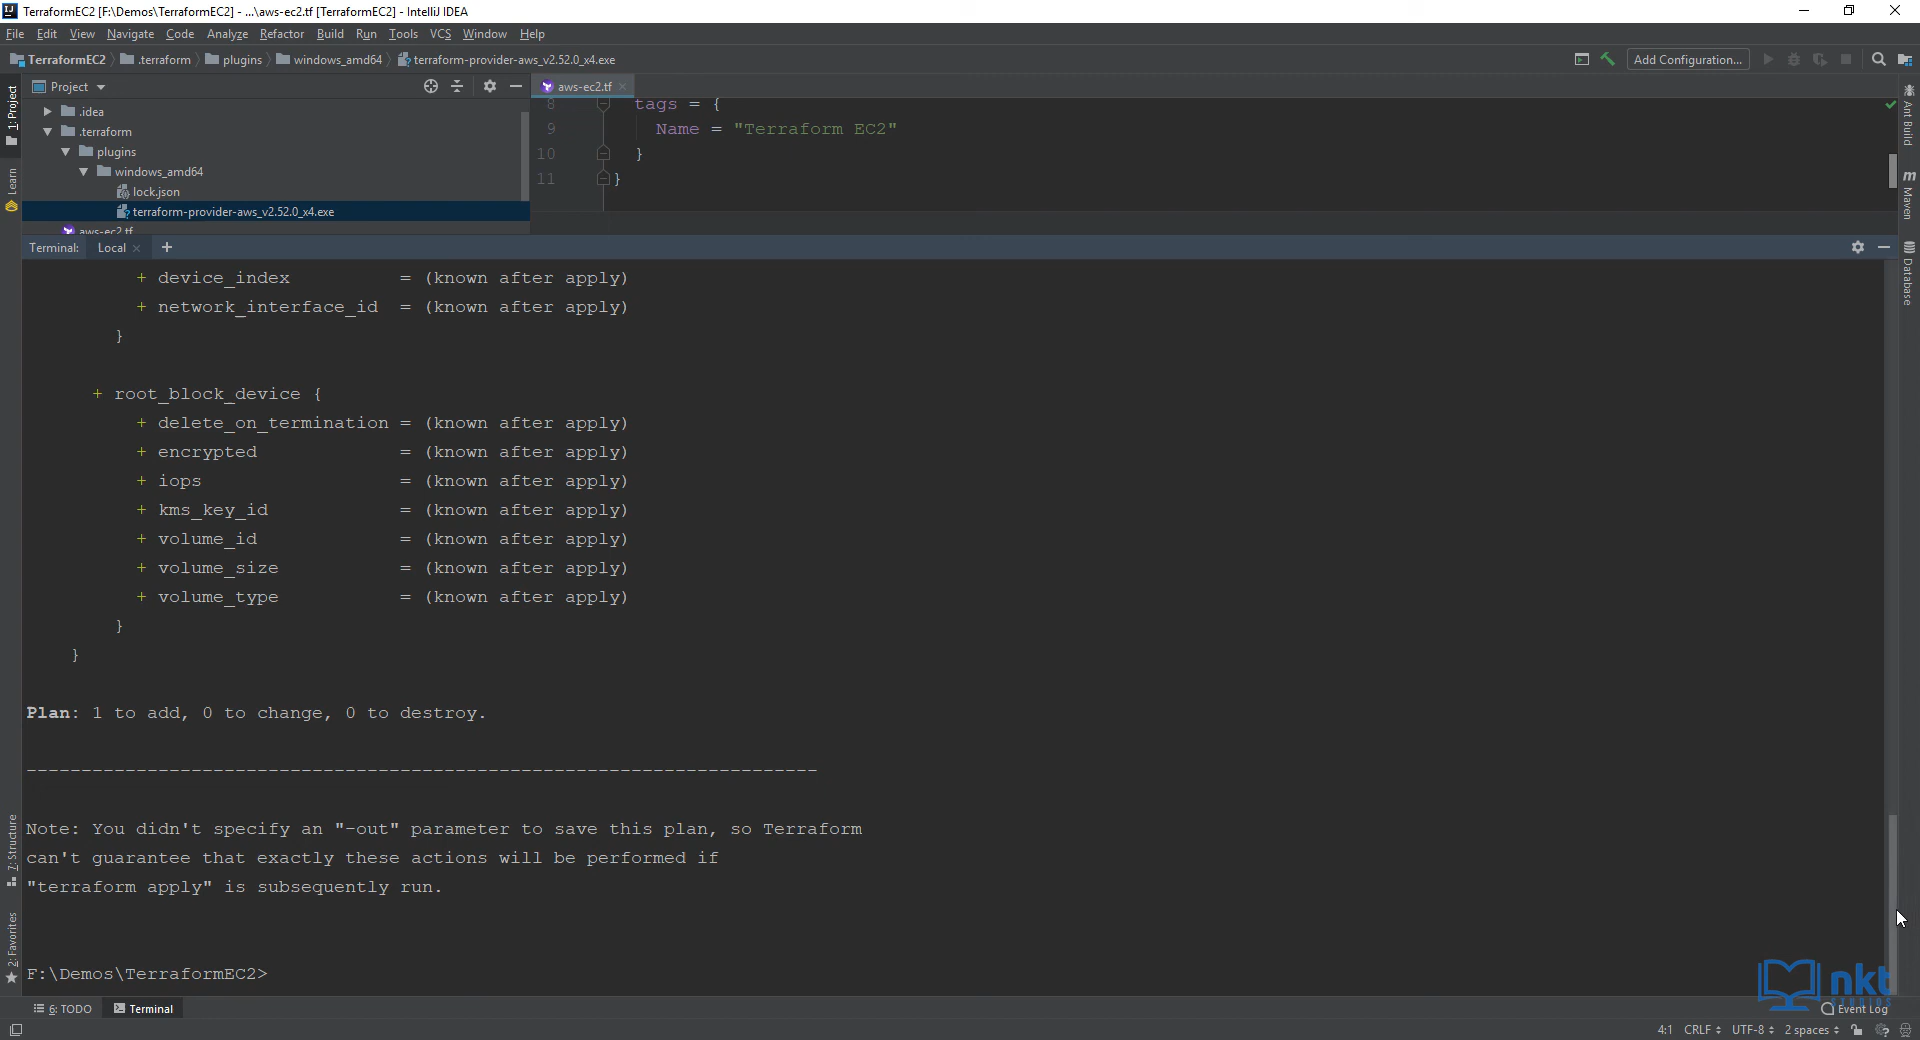 TerraformEC2 [F:\Demos\TerraformEC2] - ...\aws-ec2.tf [TerraformEC2] - IntelliJ IDEA
File Edit View Navigate Code Analyze Refactor Build Run Tools VCS Window Help
TerraformEC2 .terraform plugins windows_amd64 terraform-provider-aws_v2.52.0_x4.exe Add Configuration...
Project aws-ec2.tf
1: Project
Learn
7: Structure
2: Favorites
.idea
.terraform
plugins
windows_amd64
lock.json
terraform-provider-aws_v2.52.0_x4.exe
aws-ec2.tf
8 tags = {
9 Name = "Terraform EC2"
10 }
11 }
Ant Build
Maven
Database
Terminal: Local +
+ device_index = (known after apply)
+ network_interface_id = (known after apply)
}
+ root_block_device {
+ delete_on_termination = (known after apply)
+ encrypted = (known after apply)
+ iops = (known after apply)
+ kms_key_id = (known after apply)
+ volume_id = (known after apply)
+ volume_size = (known after apply)
+ volume_type = (known after apply)
}
}
Plan: 1 to add, 0 to change, 0 to destroy.
------------------------------------------------------------------------
Note: You didn't specify an "-out" parameter to save this plan, so Terraform
can't guarantee that exactly these actions will be performed if
"terraform apply" is subsequently run.
F:\Demos\TerraformEC2>
nkt
STUDIOS
6: TODO Terminal Event Log
4:1 CRLF UTF-8 2 spaces